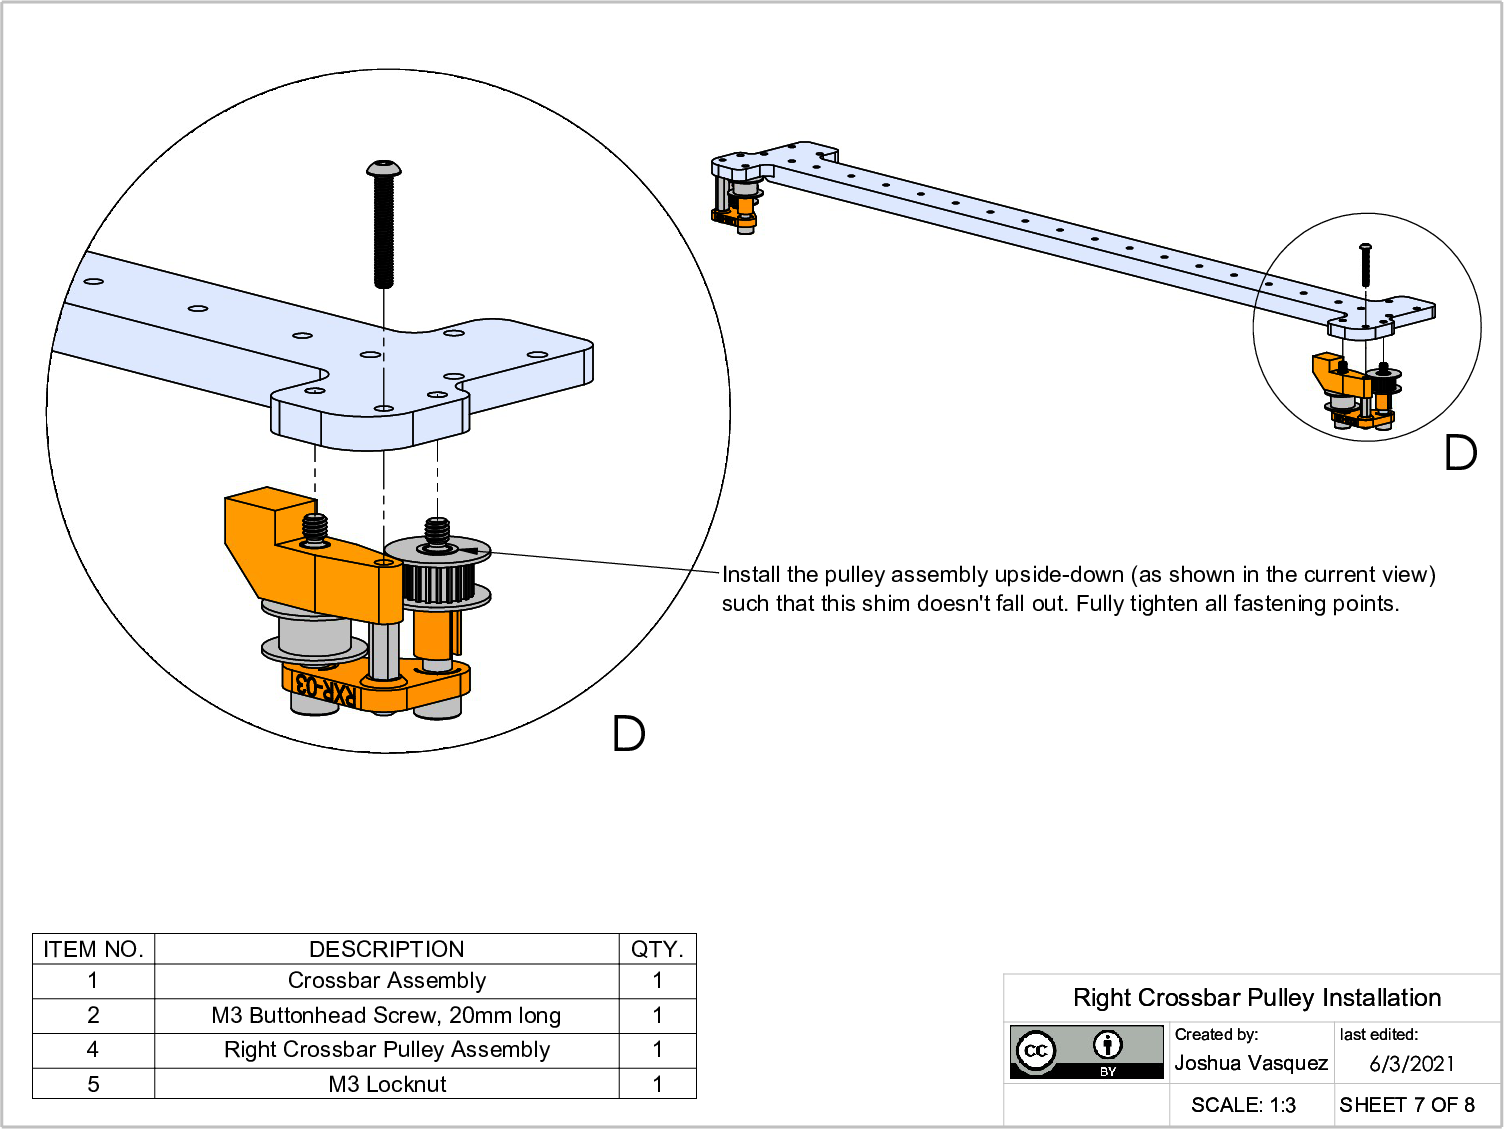 D
Install the pulley assembly upside-down (as shown in the current view)
such that this shim doesn't fall out. Fully tighten all fastening points.
RXR-03
D
ITEM NO. DESCRIPTION QTY.
1 Crossbar Assembly 1
2 M3 Buttonhead Screw, 20mm long 1
4 Right Crossbar Pulley Assembly 1
5 M3 Locknut 1
Right Crossbar Pulley Installation
cc BY
Created by: last edited:
Joshua Vasquez 6/3/2021
SCALE: 1:3 SHEET 7 OF 8